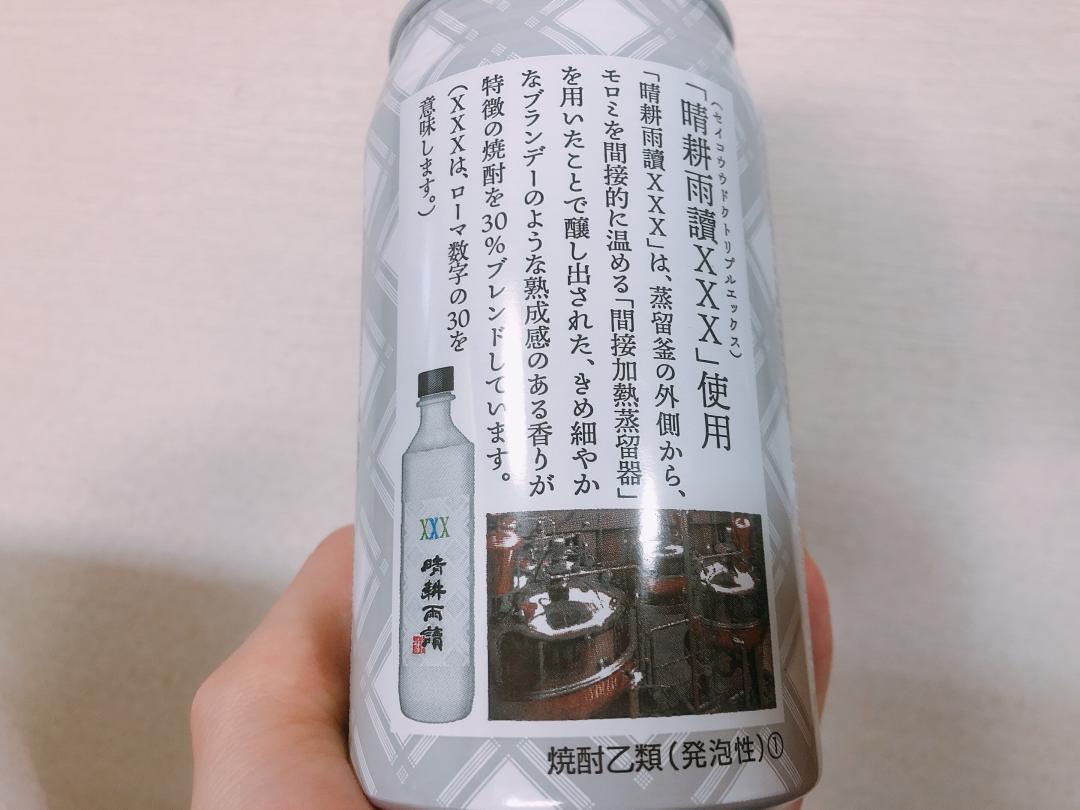 (セイコウウドクトリプルエックス)
「晴耕雨讀XXX」使用
「晴耕雨讀XXX」は、蒸留釜の外側から、
モロミを間接的に温める「間接加熱蒸留器」
を用いたことで醸し出された、きめ細やか
なブランデーのような熟成感のある香りが
特徴の焼酎を30%ブレンドしています。
(XXXは、ローマ数字の30を
意味します。)
XXX
晴耕雨讀
焼酎乙類(発泡性)①